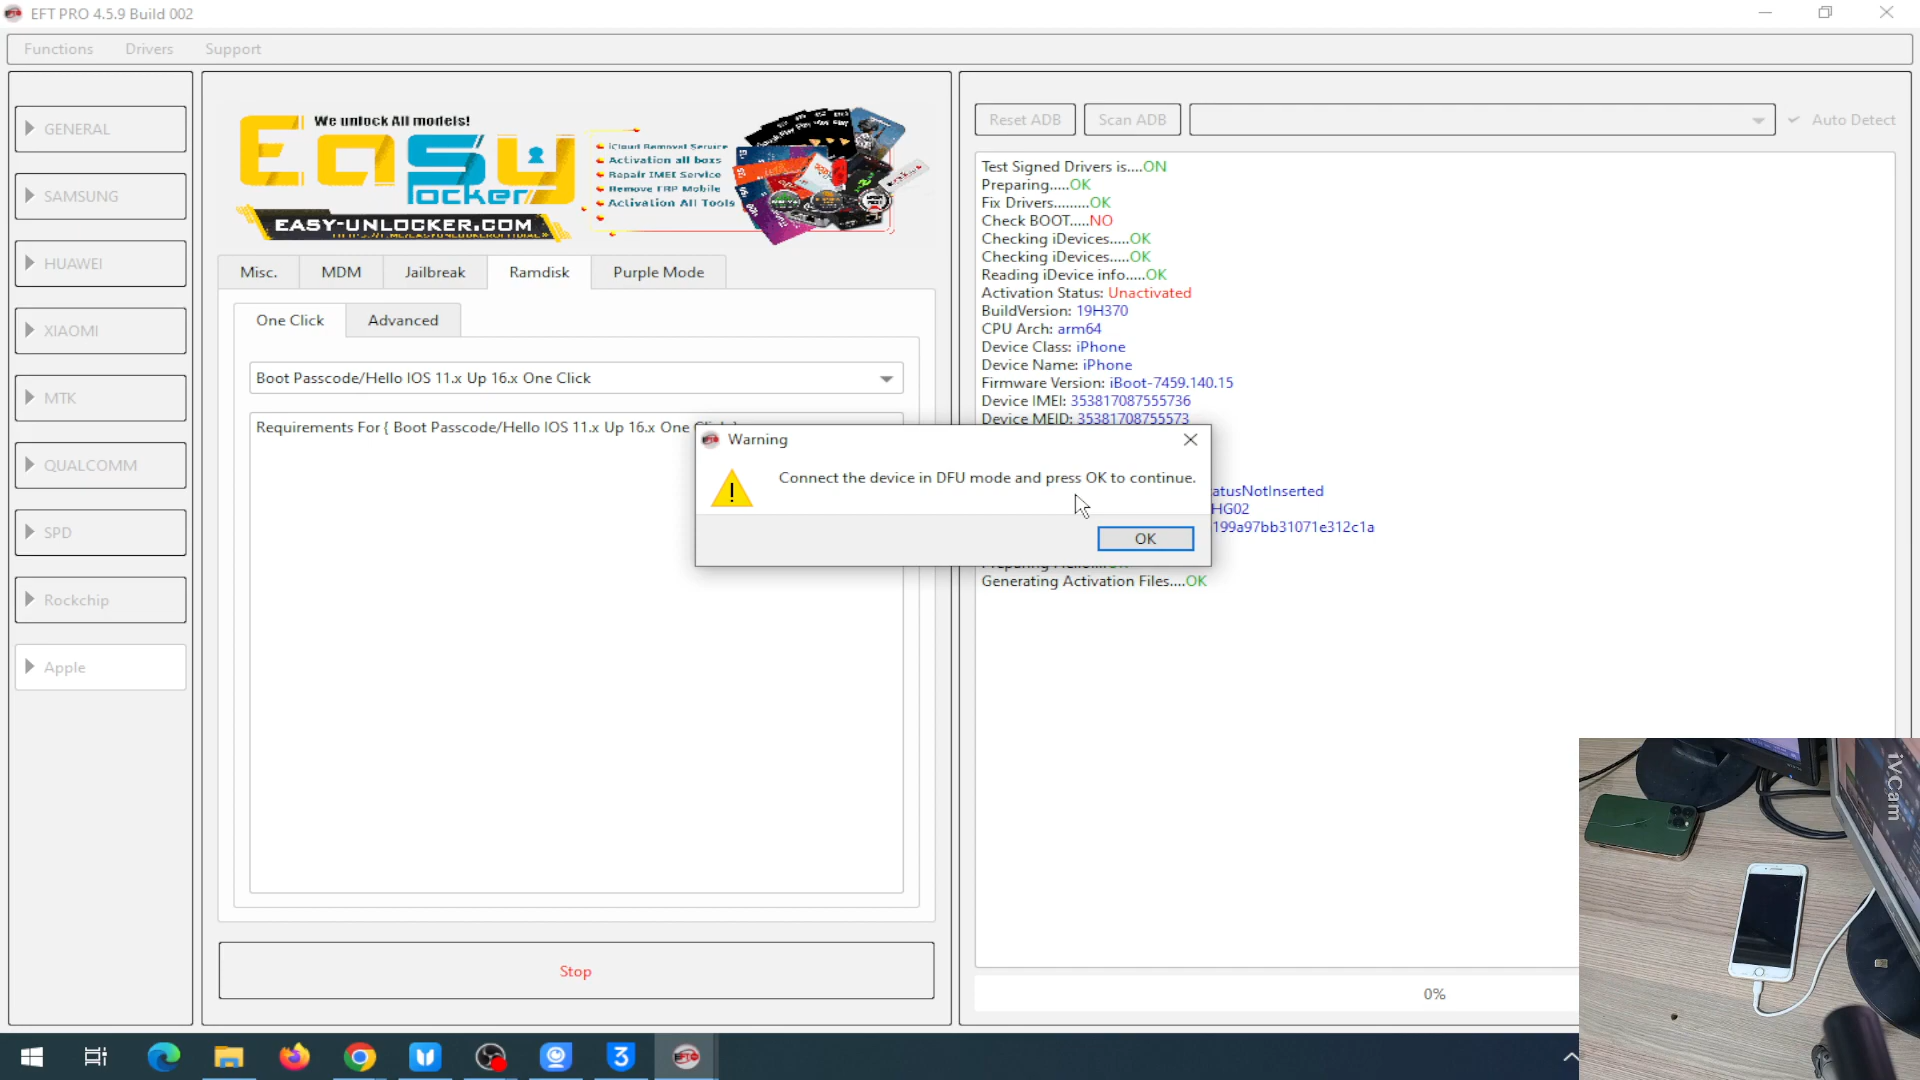 EFT PRO 4.5.9 Build 002
Functions Drivers Support
GENERAL
SAMSUNG
HUAWEI
XIAOMI
MTK
QUALCOMM
SPD
Rockchip
Apple
We unlock All models!
Easy
locker
EASY-UNLOCKER.COM
iCloud Removal Service
Activation all boxs
Repair IMEI Service
Remove FRP Mobile
Activation All Tools
Misc. MDM Jailbreak Ramdisk Purple Mode
One Click Advanced
Boot Passcode/Hello IOS 11.x Up 16.x One Click
Requirements For { Boot Passcode/Hello IOS 11.x Up 16.x One
Stop
Reset ADB Scan ADB Auto Detect
Test Signed Drivers is....ON
Preparing.....OK
Fix Drivers.........OK
Check BOOT.....NO
Checking iDevices.....OK
Checking iDevices.....OK
Reading iDevice info.....OK
Activation Status: Unactivated
BuildVersion: 19H370
CPU Arch: arm64
Device Class: iPhone
Device Name: iPhone
Firmware Version: iBoot-7459.140.15
Device IMEI: 353817087555736
Device MEID: 35381708755573
atusNotInserted
HG02
199a97bb31071e312c1a
Generating Activation Files....OK
0%
Warning
Connect the device in DFU mode and press OK to continue.
OK
iVCam